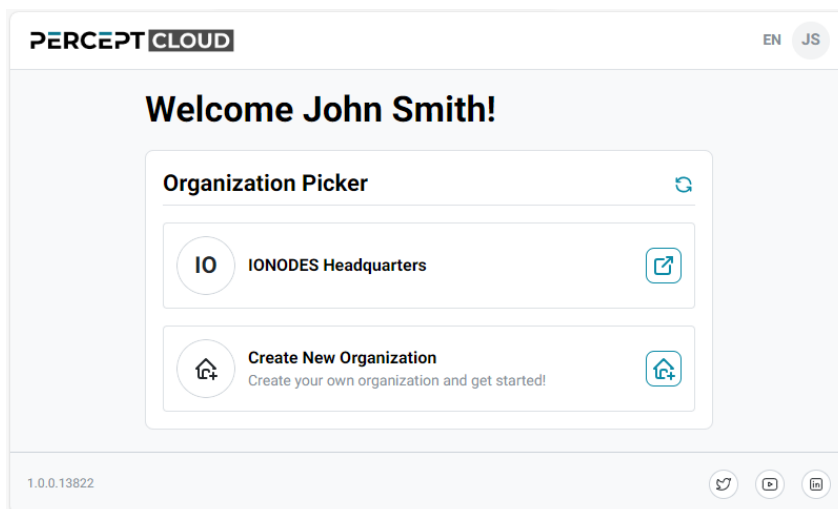 PERCEPT CLOUD
EN JS
Welcome John Smith!
Organization Picker
IO IONODES Headquarters
Create New Organization
Create your own organization and get started!
1.0.0.13822
in